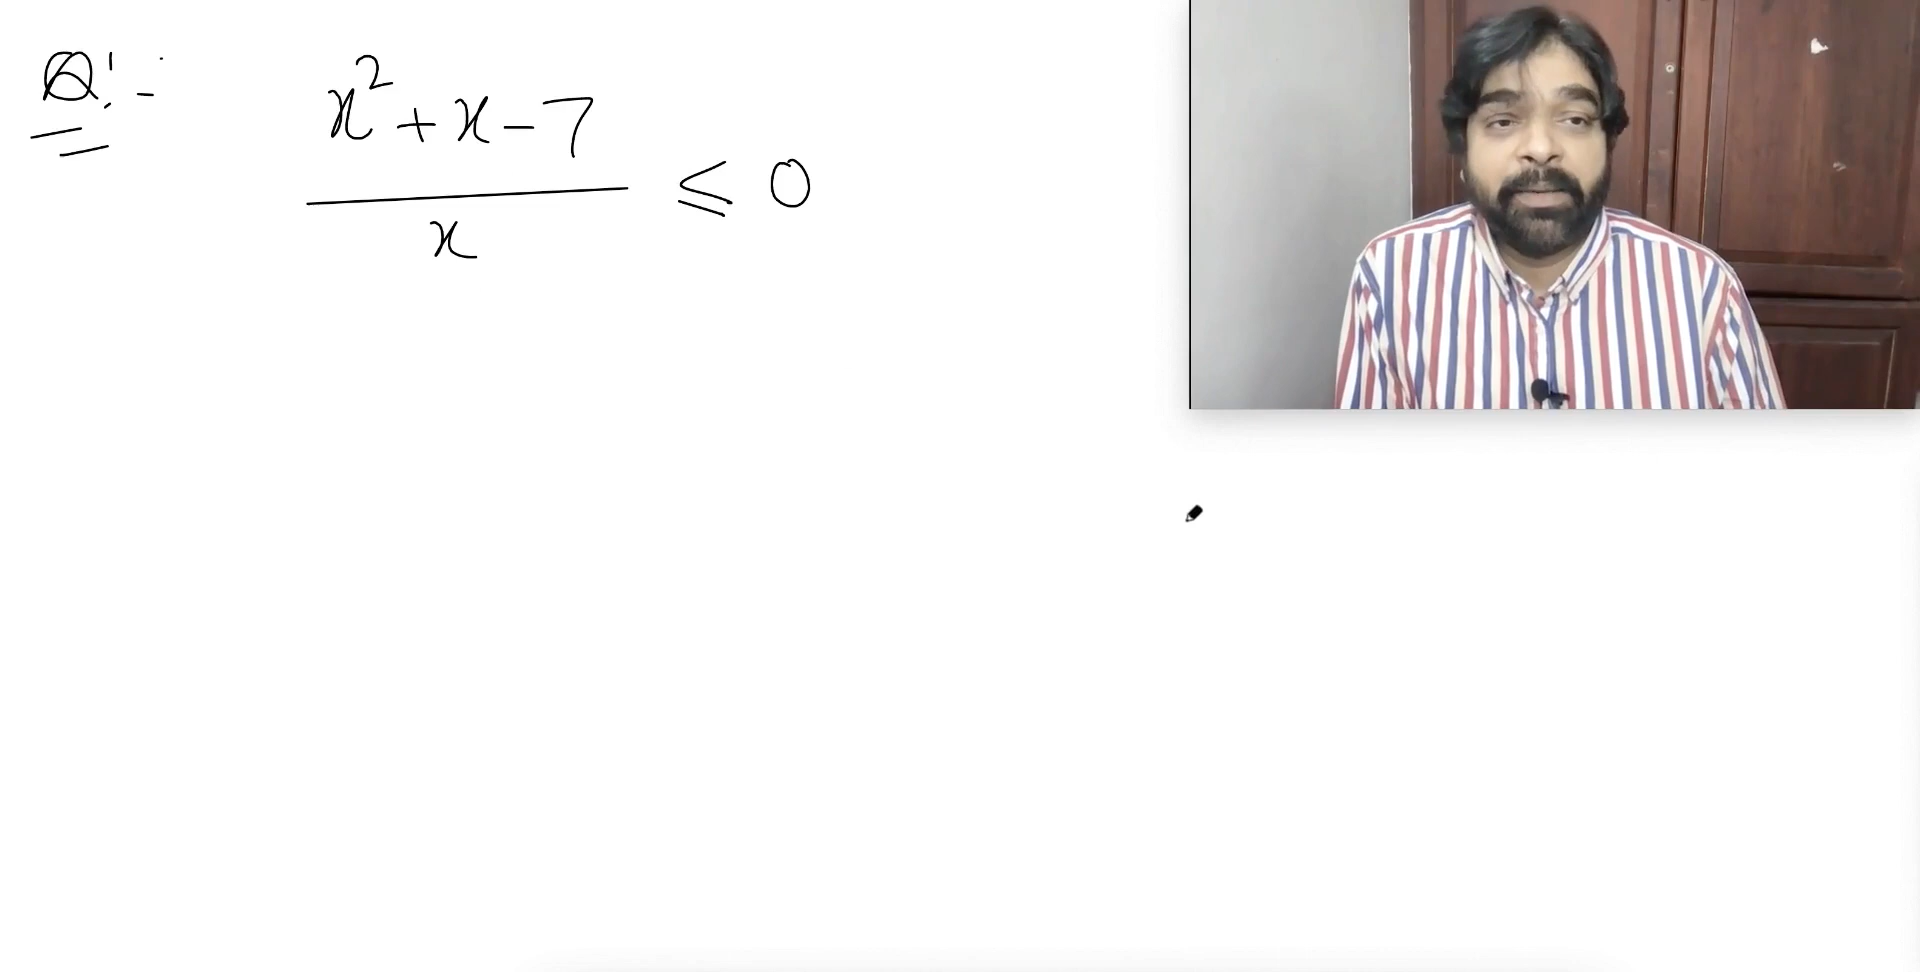 Q:- x² + x - 7
――――― ≤ 0
x